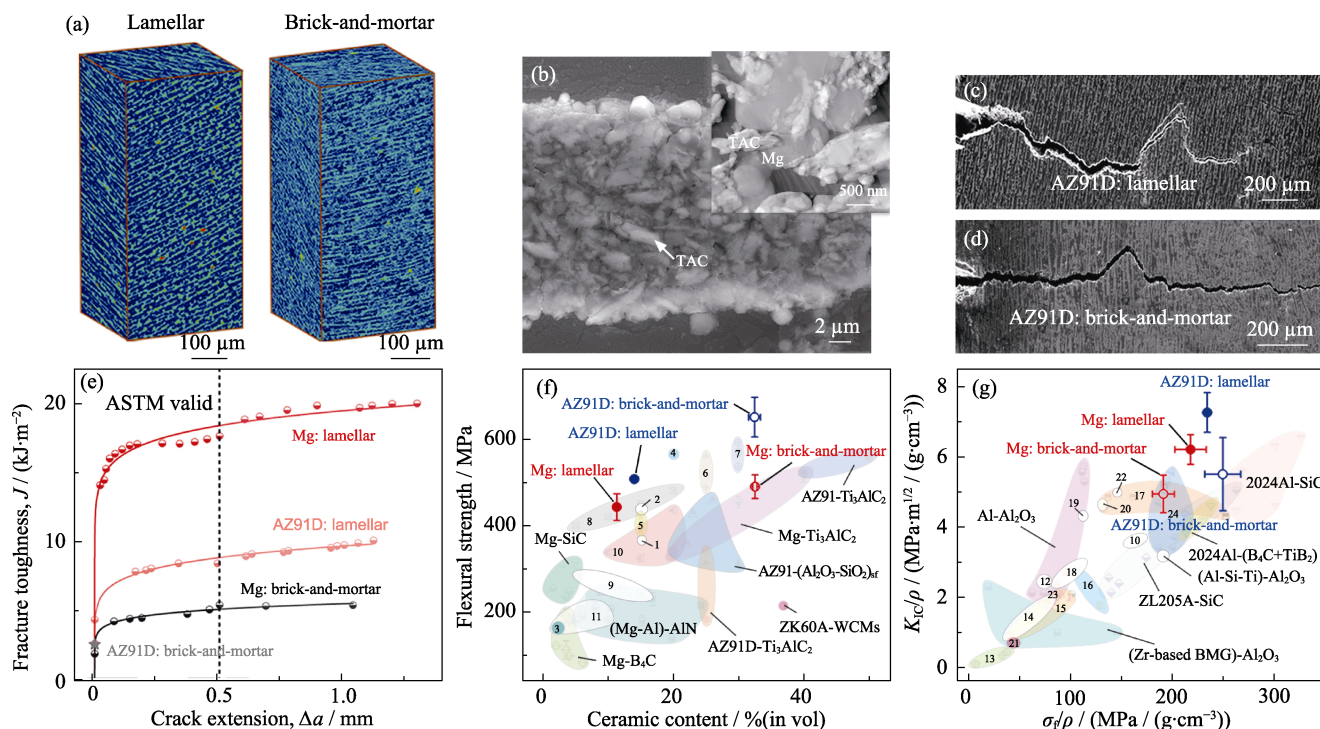 (a)
Lamellar
Brick-and-mortar
100 µm
100 µm
(b)
TAC
Mg
500 nm
TAC
2 µm
(c)
AZ91D: lamellar
200 µm
(d)
AZ91D: brick-and-mortar
200 µm
(e)
ASTM valid
Mg: lamellar
AZ91D: lamellar
Mg: brick-and-mortar
AZ91D: brick-and-mortar
20
10
0
0
0.5
1.0
Fracture toughness, J / (kJ·m⁻²)
Crack extension, Δa / mm
(f)
AZ91D: brick-and-mortar
AZ91D: lamellar
Mg: lamellar
Mg: brick-and-mortar
4
6
7
2
8
5
1
10
9
11
3
AZ91-Ti₃AlC₂
Mg-Ti₃AlC₂
Mg-SiC
AZ91-(Al₂O₃-SiO₂)sf
(Mg-Al)-AlN
ZK60A-WCMs
AZ91D-Ti₃AlC₂
Mg-B₄C
600
400
200
0
20
40
Flexural strength / MPa
Ceramic content / %(in vol)
(g)
AZ91D: lamellar
Mg: lamellar
Mg: brick-and-mortar
2024Al-SiC
22
17
19
20
24
Al-Al₂O₃
AZ91D: brick-and-mortar
10
2024Al-(B₄C+TiB₂)
(Al-Si-Ti)-Al₂O₃
18
12
16
23
ZL205A-SiC
15
14
21
13
(Zr-based BMG)-Al₂O₃
8
6
4
2
0
0
100
200
300
K_IC/ρ / (MPa·m^1/2 / (g·cm⁻³))
σ_f/ρ / (MPa / (g·cm⁻³))